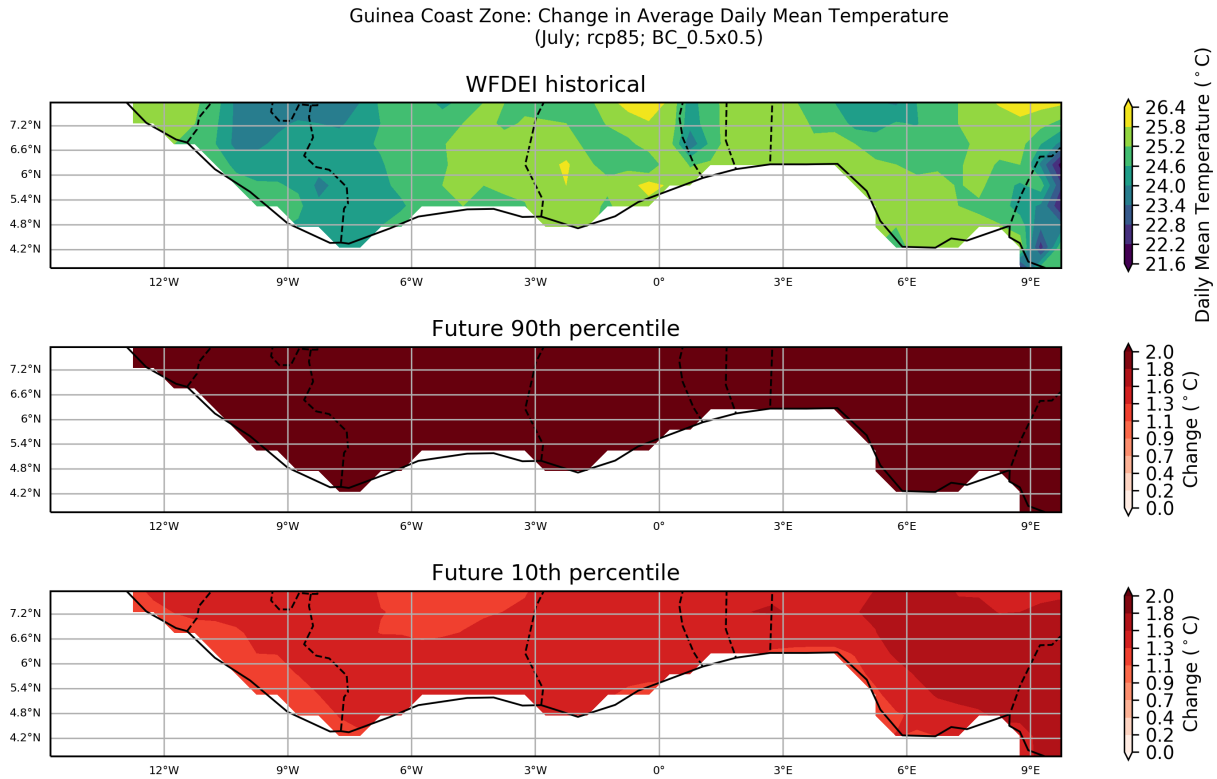 Guinea Coast Zone: Change in Average Daily Mean Temperature
(July; rcp85; BC_0.5x0.5)
WFDEI historical
7.2°N
6.6°N
6°N
5.4°N
4.8°N
4.2°N
12°W
9°W
6°W
3°W
0°
3°E
6°E
9°E
26.4
25.8
25.2
24.6
24.0
23.4
22.8
22.2
21.6
Daily Mean Temperature (°C)
Future 90th percentile
7.2°N
6.6°N
6°N
5.4°N
4.8°N
4.2°N
12°W
9°W
6°W
3°W
0°
3°E
6°E
9°E
2.0
1.8
1.6
1.3
1.1
0.9
0.7
0.4
0.2
0.0
Change (°C)
Future 10th percentile
7.2°N
6.6°N
6°N
5.4°N
4.8°N
4.2°N
12°W
9°W
6°W
3°W
0°
3°E
6°E
9°E
2.0
1.8
1.6
1.3
1.1
0.9
0.7
0.4
0.2
0.0
Change (°C)